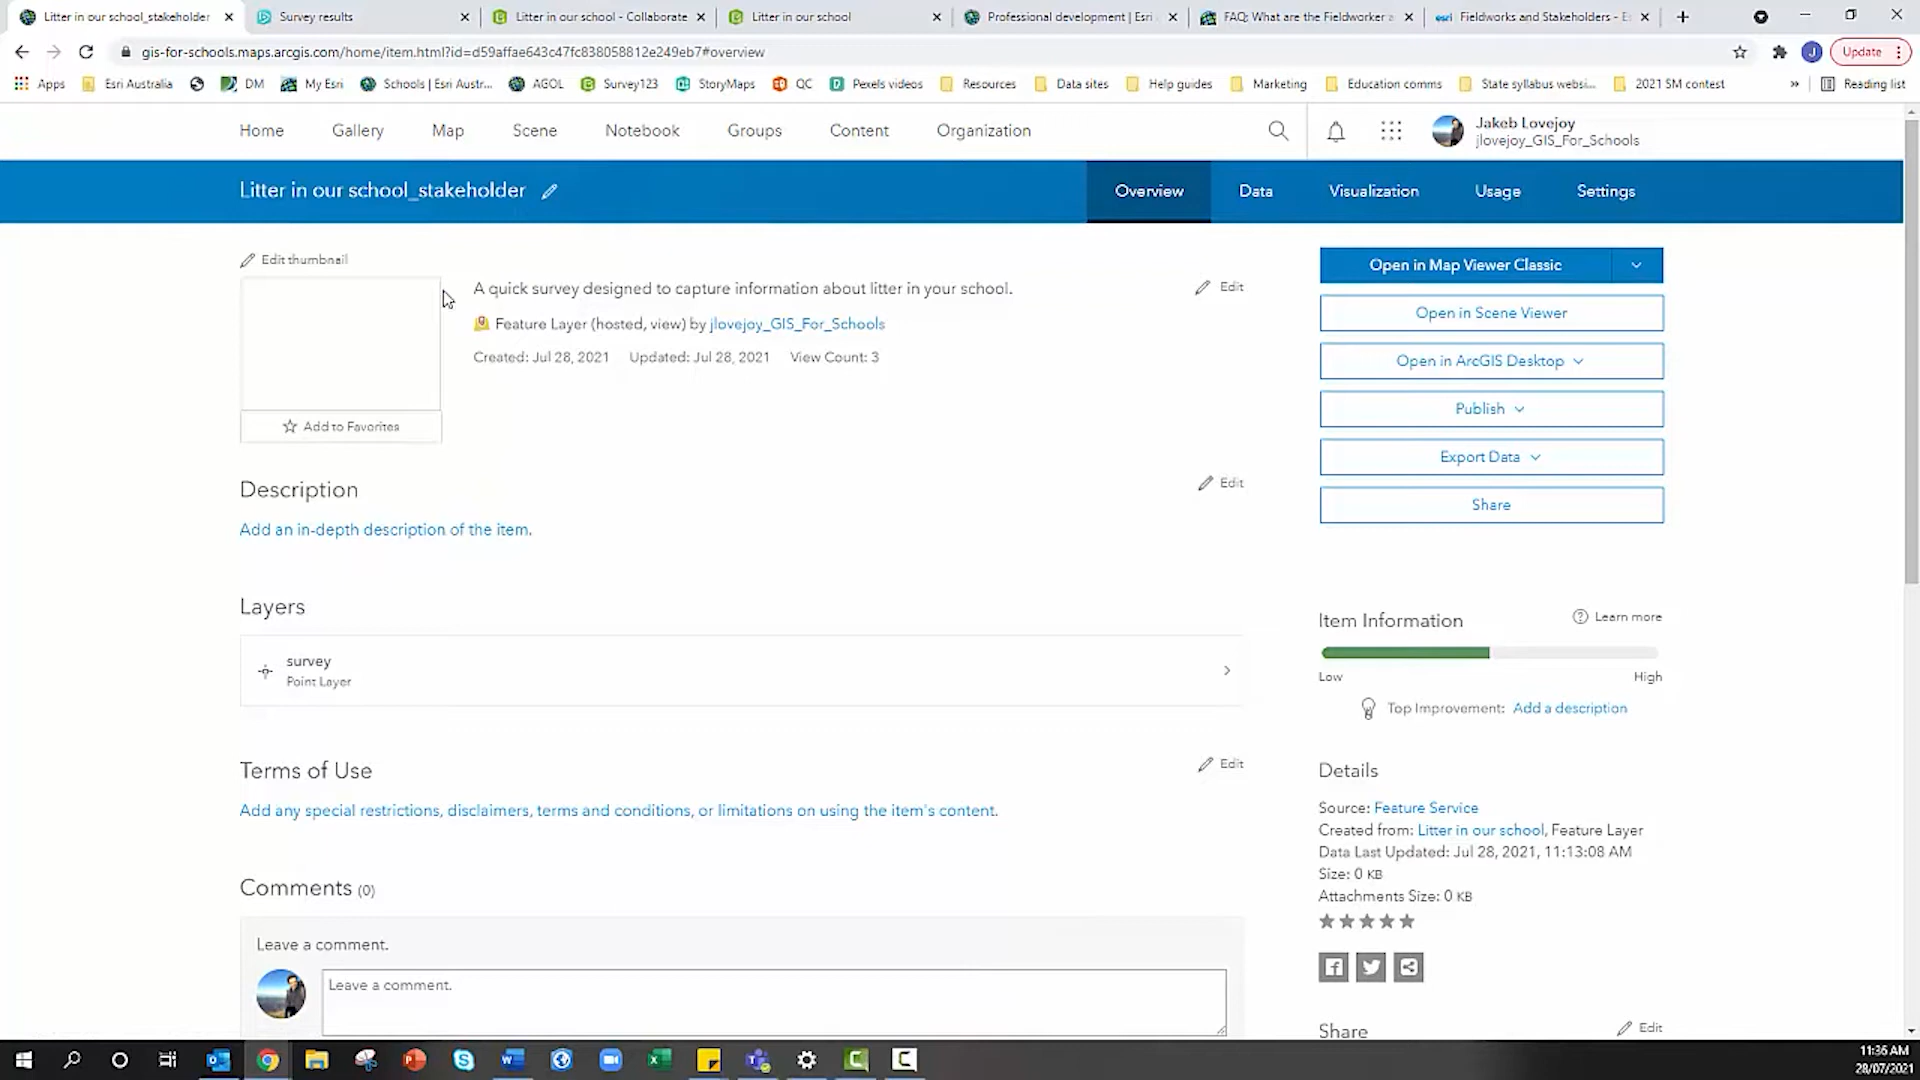 Litter in our school_stakeholder
Survey results
Litter in our school - Collaborate
Litter in our school
Professional development | Esri
FAQ: What are the Fieldworker a
esri Fieldworks and Stakeholders - Es
gis-for-schools.maps.arcgis.com/home/item.html?id=d59affae643c47fc838058812e249eb7#overview
J
Update
Apps
Esri Australia
DM
My Esri
Schools | Esri Austr...
AGOL
Survey123
StoryMaps
QC
Pexels videos
Resources
Data sites
Help guides
Marketing
Education comms
State syllabus websi...
2021 SM contest
»
Reading list
Home
Gallery
Map
Scene
Notebook
Groups
Content
Organization
Jakeb Lovejoy
jlovejoy_GIS_For_Schools
Litter in our school_stakeholder
Overview
Data
Visualization
Usage
Settings
Edit thumbnail
A quick survey designed to capture information about litter in your school.
Edit
Feature Layer (hosted, view) by jlovejoy_GIS_For_Schools
Created: Jul 28, 2021 Updated: Jul 28, 2021 View Count: 3
Add to Favorites
Open in Map Viewer Classic
Open in Scene Viewer
Open in ArcGIS Desktop
Publish
Export Data
Share
Description
Edit
Add an in-depth description of the item.
Layers
survey
Point Layer
Item Information
Learn more
Low
High
Top Improvement: Add a description
Terms of Use
Edit
Add any special restrictions, disclaimers, terms and conditions, or limitations on using the item's content.
Details
Source: Feature Service
Created from: Litter in our school, Feature Layer
Data Last Updated: Jul 28, 2021, 11:13:08 AM
Size: 0 KB
Attachments Size: 0 KB
Comments (0)
Leave a comment.
Leave a comment.
Share
Edit
11:36 AM
28/07/2021